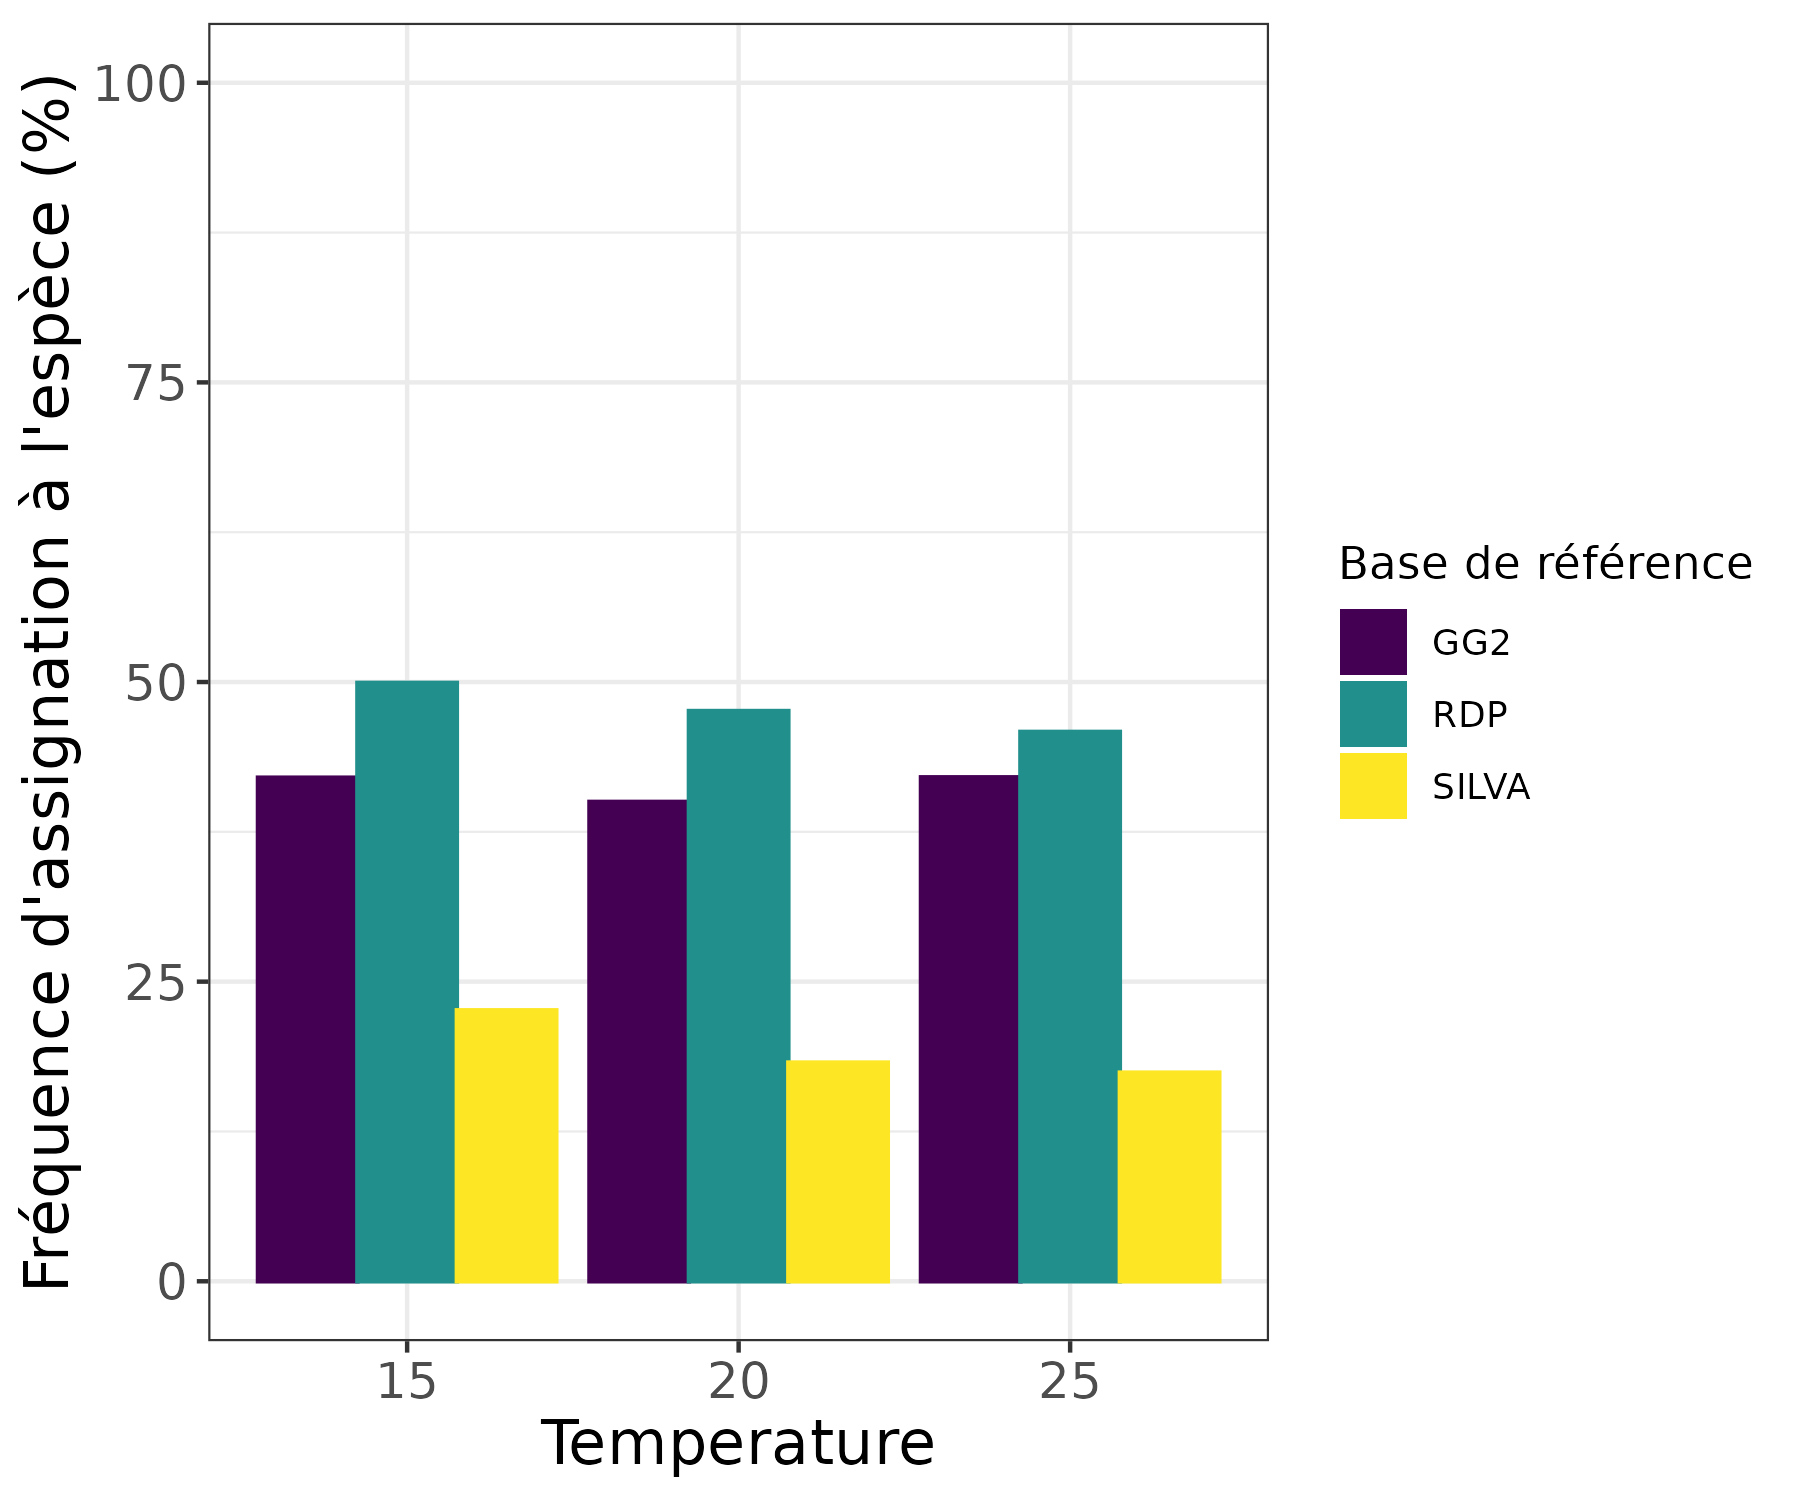 Fréquence d'assignation à l'espèce (%)
100
75
50
25
0
15 20 25
Temperature
Base de référence
GG2
RDP
SILVA